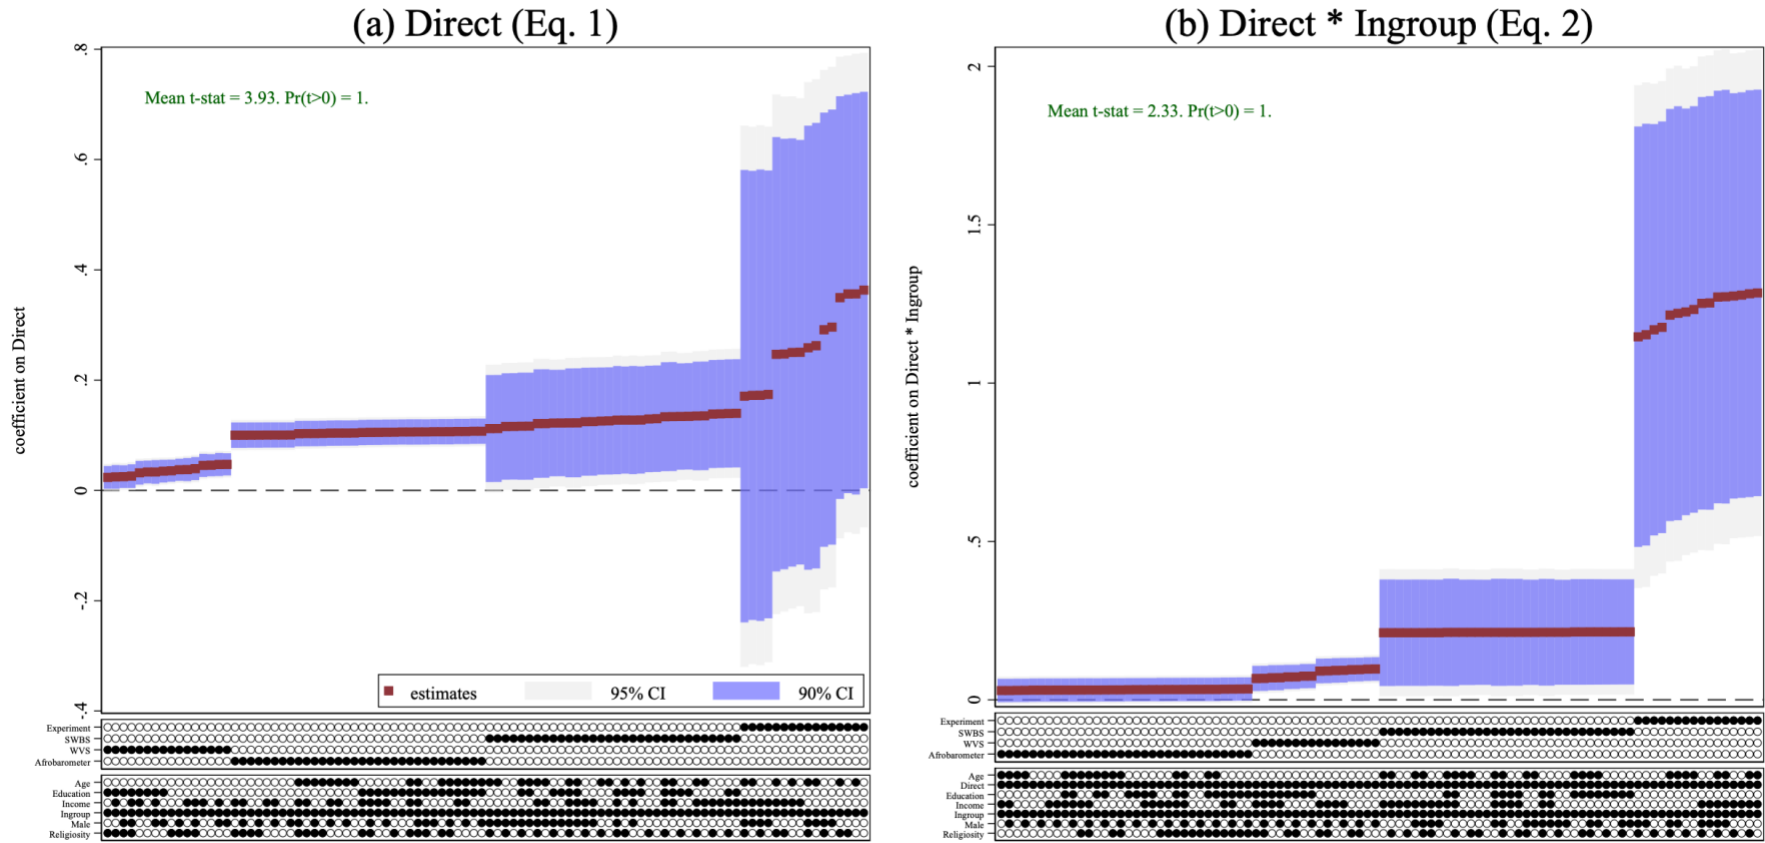 (a) Direct (Eq. 1)
coefficient on Direct
.8
.6
.4
.2
0
-.2
-.4
Mean t-stat = 3.93. Pr(t>0) = 1.
estimates 95% CI 90% CI
Experiment
SWBS
WVS
Afrobarometer
Age
Education
Income
Ingroup
Male
Religiosity
(b) Direct * Ingroup (Eq. 2)
coefficient on Direct * Ingroup
2
1.5
1
.5
0
Mean t-stat = 2.33. Pr(t>0) = 1.
Experiment
SWBS
WVS
Afrobarometer
Age
Direct
Education
Income
Ingroup
Male
Religiosity